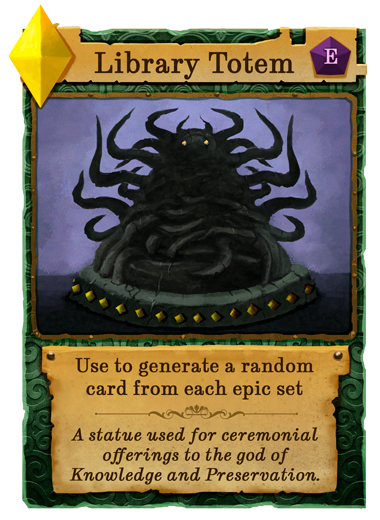 Library Totem
E
Use to generate a random
card from each epic set
A statue used for ceremonial
offerings to the god of
Knowledge and Preservation.